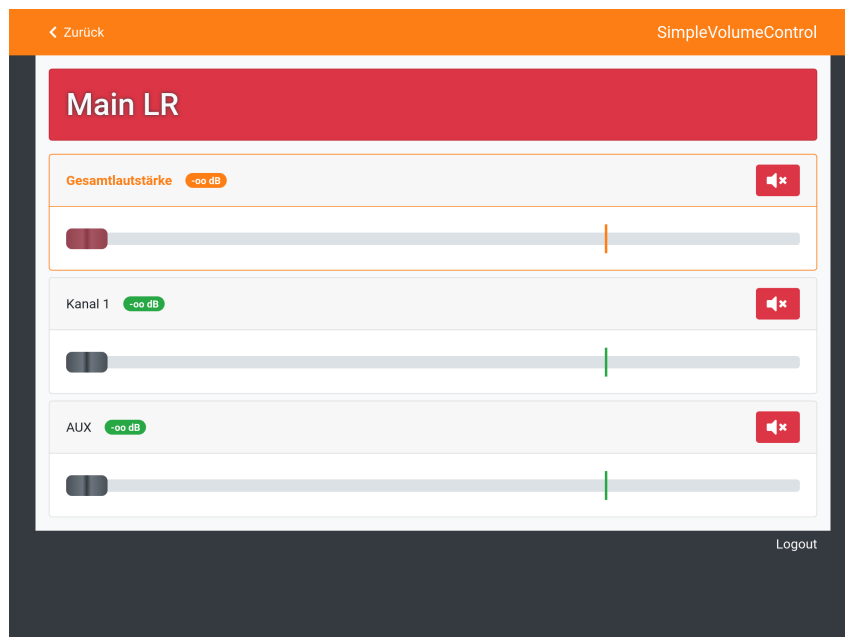 Zurück
SimpleVolumeControl
Main LR
Gesamtlautstärke -oo dB
Kanal 1 -oo dB
AUX -oo dB
Logout